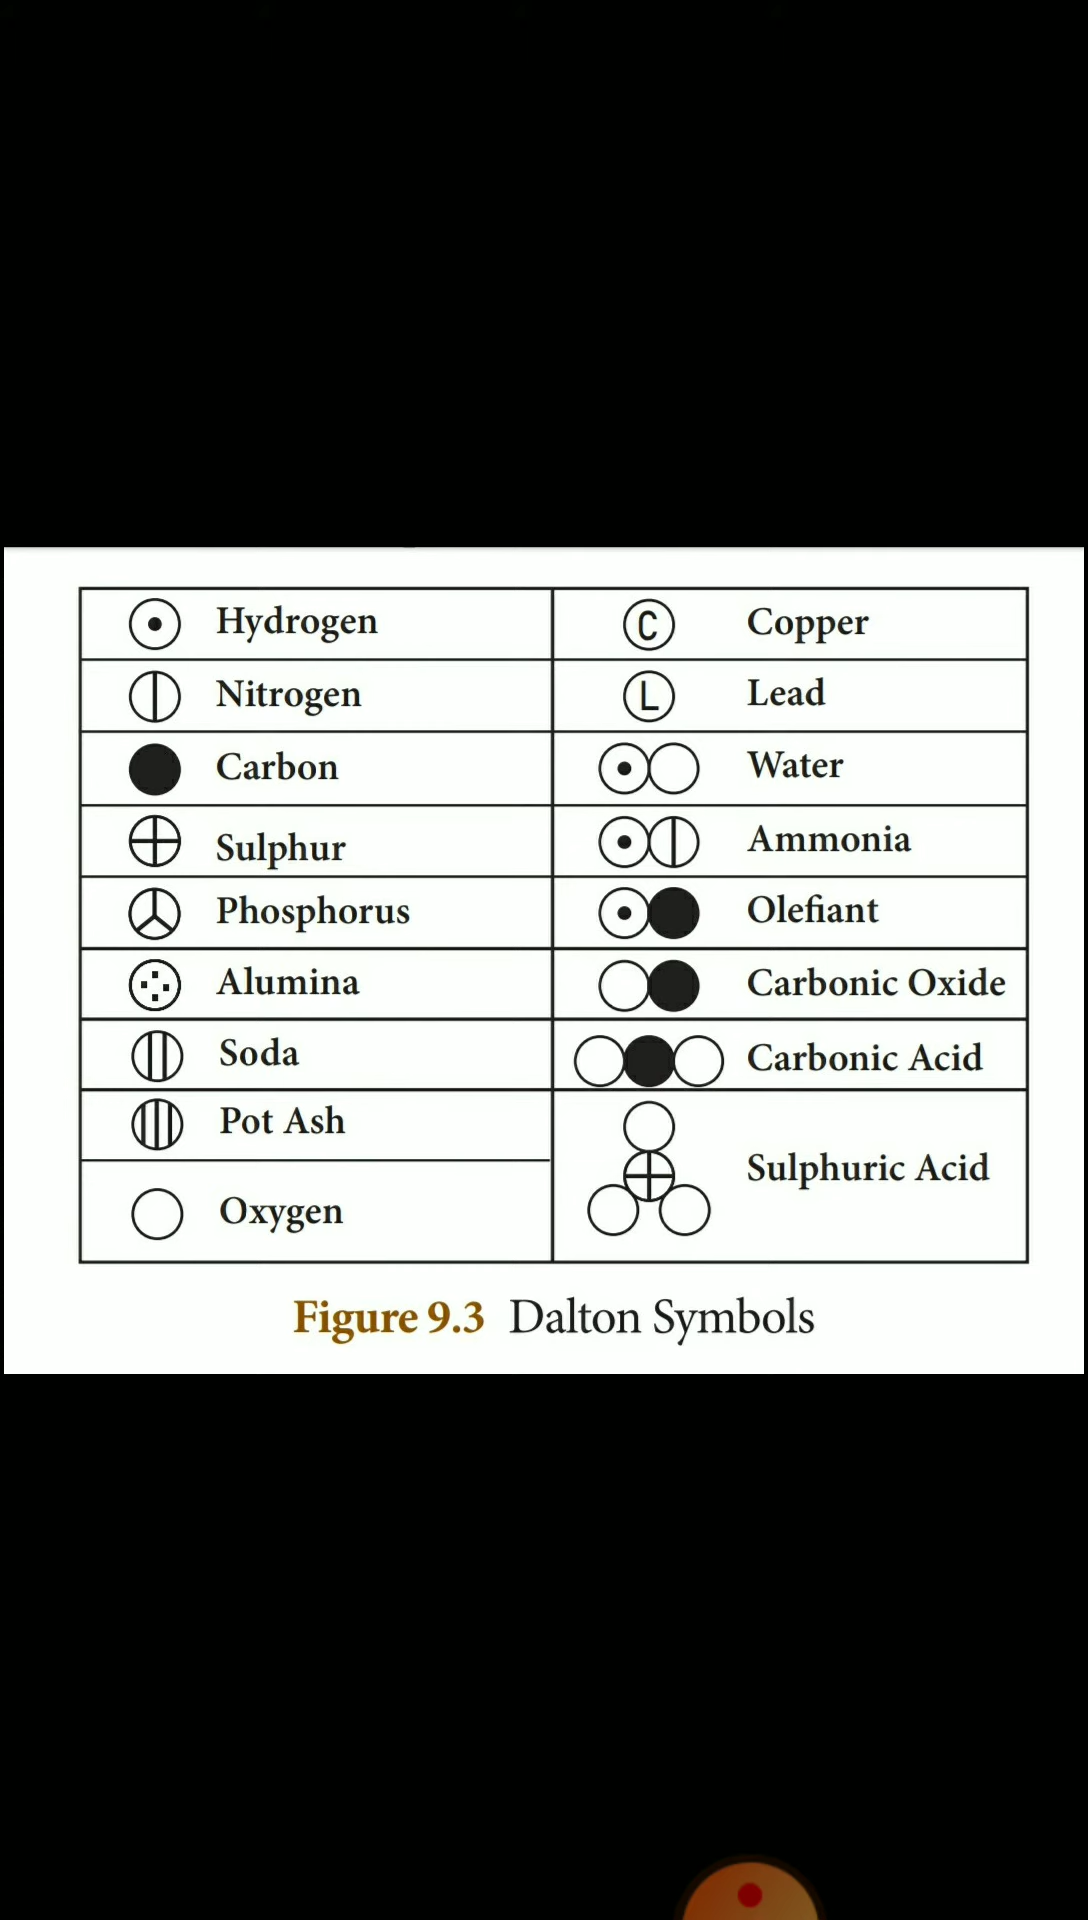 Hydrogen
Nitrogen
Carbon
Sulphur
Phosphorus
Alumina
Soda
Pot Ash
Oxygen
C Copper
L Lead
Water
Ammonia
Olefiant
Carbonic Oxide
Carbonic Acid
Sulphuric Acid
Figure 9.3 Dalton Symbols